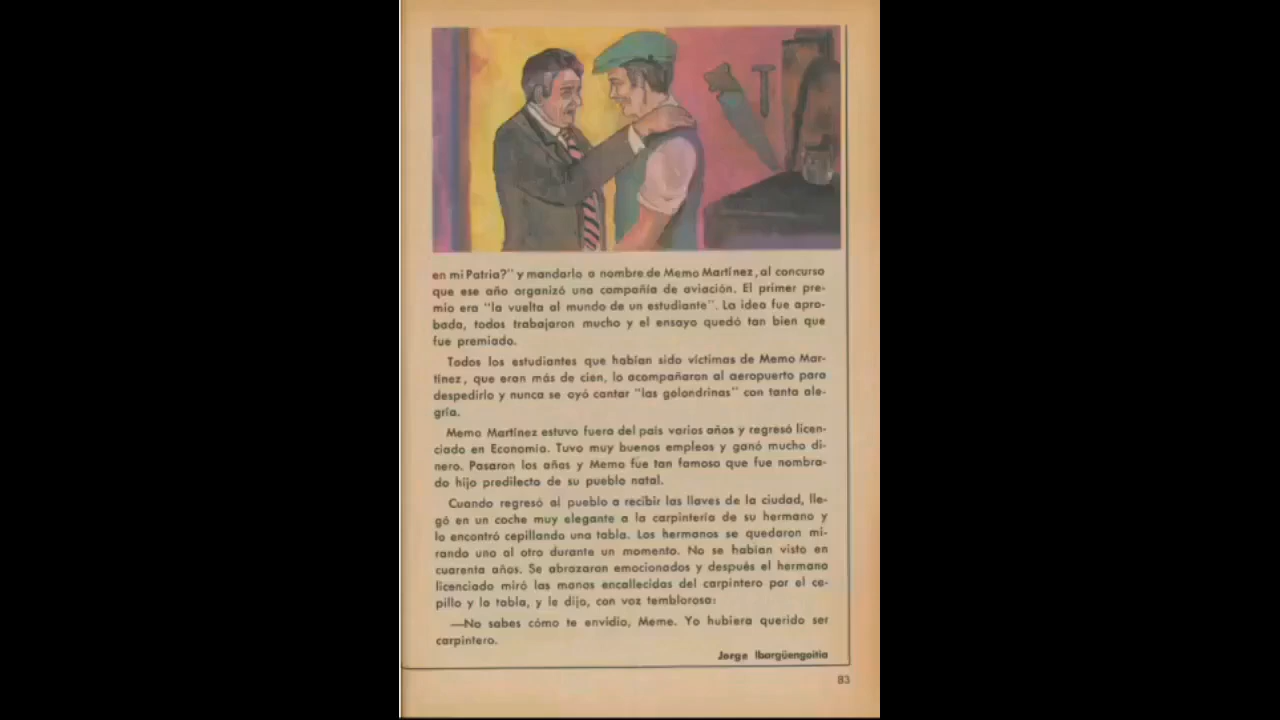 en mi Patria?" y mandarlo a nombre de Memo Martínez, al concurso
que ese año organizó una compañía de aviación. El primer pre-
mio era "la vuelta al mundo de un estudiante". La idea fue apro-
bada, todos trabajaron mucho y el ensayo quedó tan bien que
fue premiado.
Todos los estudiantes que habían sido víctimas de Memo Mar-
tínez, que eran más de cien, lo acompañaron al aeropuerto para
despedirlo y nunca se oyó cantar "las golondrinas" con tanta ale-
gría.
Memo Martínez estuvo fuera del país varios años y regresó licen-
ciado en Economía. Tuvo muy buenos empleos y ganó mucho di-
nero. Pasaron los años y Memo fue tan famoso que fue nombra-
do hijo predilecto de su pueblo natal.
Cuando regresó al pueblo a recibir las llaves de la ciudad, lle-
gó en un coche muy elegante a la carpintería de su hermano y
lo encontró cepillando una tabla. Los hermanos se quedaron mi-
rando uno al otro durante un momento. No se habían visto en
cuarenta años. Se abrazaron emocionados y después el hermano
licenciado miró las manos encallecidas del carpintero por el ce-
pillo y la tabla, y le dijo, con voz temblorosa:
—No sabes cómo te envidio, Meme. Yo hubiera querido ser
carpintero.
Jorge Ibargüengoitia
83